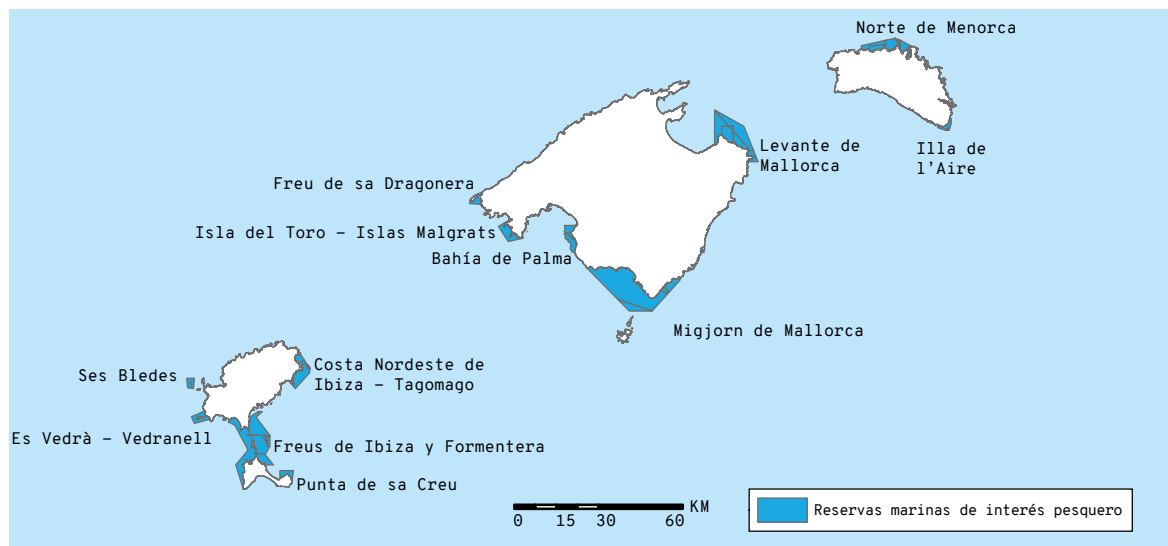 Norte de Menorca
Levante de
Mallorca
Illa de
l'Aire
Freu de sa Dragonera
Isla del Toro – Islas Malgrats
Bahía de Palma
Migjorn de Mallorca
Ses Bledes
Costa Nordeste de
Ibiza – Tagomago
Es Vedrà – Vedranell
Freus de Ibiza y Formentera
Punta de sa Creu
KM
0 15 30 60
Reservas marinas de interés pesquero